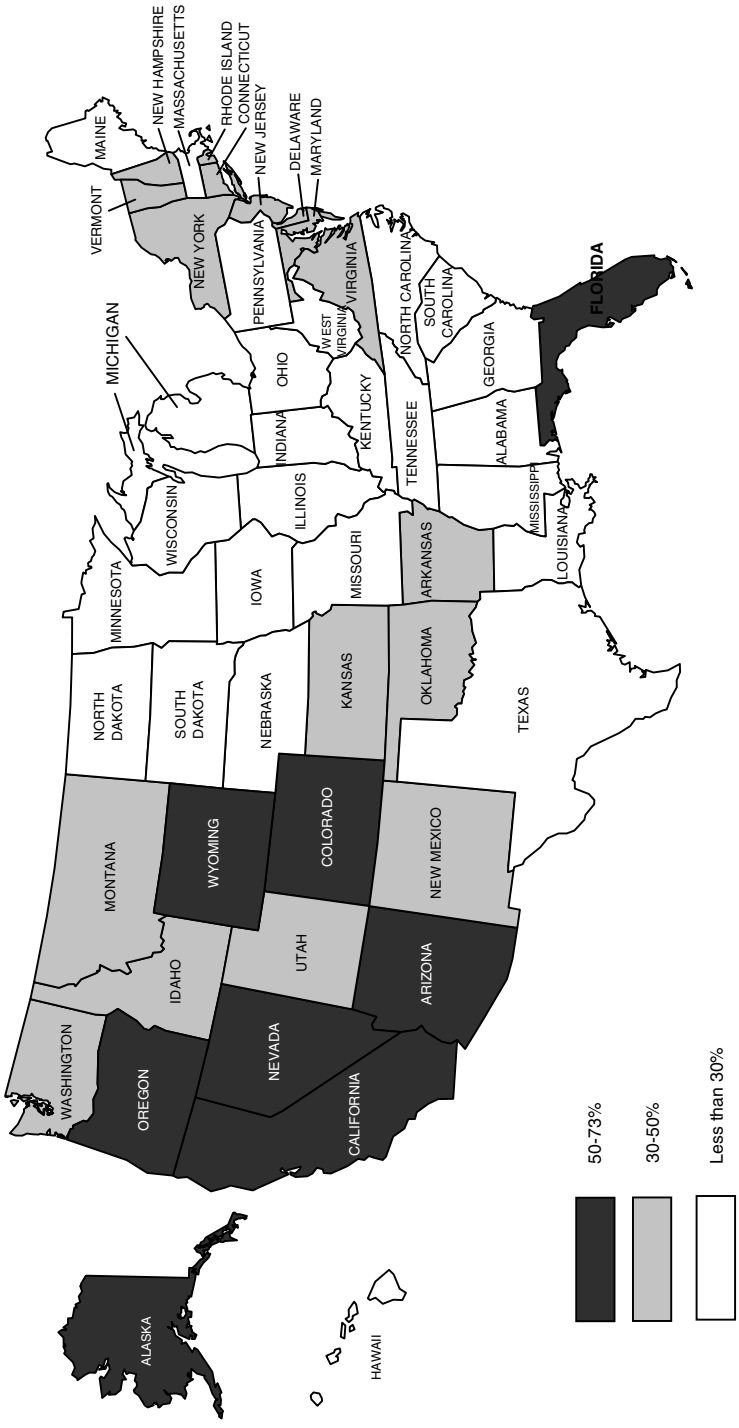 MAINE
NEW HAMPSHIRE
MASSACHUSETTS
RHODE ISLAND
CONNECTICUT
NEW JERSEY
DELAWARE
MARYLAND
VERMONT
NEW YORK
PENNSYLVANIA
MICHIGAN
WEST
VIRGINIA
VIRGINIA
NORTH CAROLINA
SOUTH
CAROLINA
GEORGIA
FLORIDA
OHIO
INDIANA
KENTUCKY
TENNESSEE
ALABAMA
MISSISSIPPI
WISCONSIN
ILLINOIS
MINNESOTA
IOWA
MISSOURI
ARKANSAS
LOUISIANA
NORTH
DAKOTA
SOUTH
DAKOTA
NEBRASKA
KANSAS
OKLAHOMA
TEXAS
MONTANA
WYOMING
COLORADO
NEW MEXICO
IDAHO
UTAH
ARIZONA
WASHINGTON
OREGON
NEVADA
CALIFORNIA
ALASKA
HAWAII
50-73%
30-50%
Less than 30%